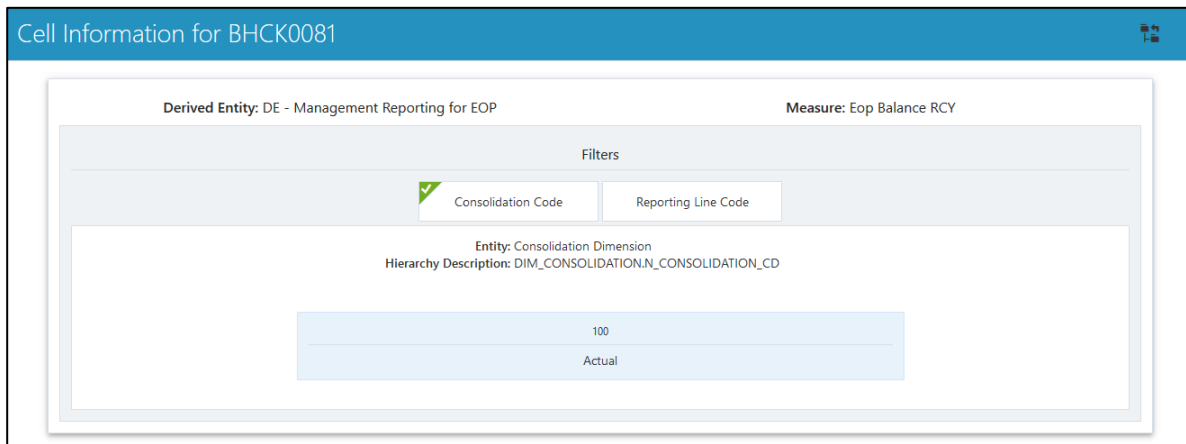 Cell Information for BHCK0081
Derived Entity: DE - Management Reporting for EOP Measure: Eop Balance RCY
Filters
Consolidation Code Reporting Line Code
Entity: Consolidation Dimension
Hierarchy Description: DIM_CONSOLIDATION.N_CONSOLIDATION_CD
100
Actual